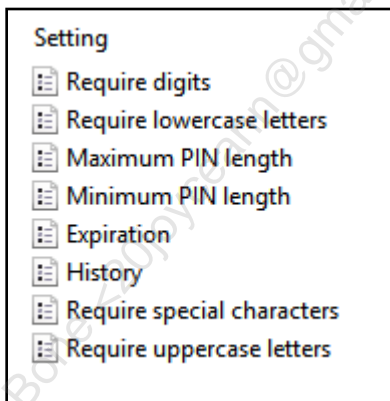 Setting
Require digits
Require lowercase letters
Maximum PIN length
Minimum PIN length
Expiration
History
Require special characters
Require uppercase letters